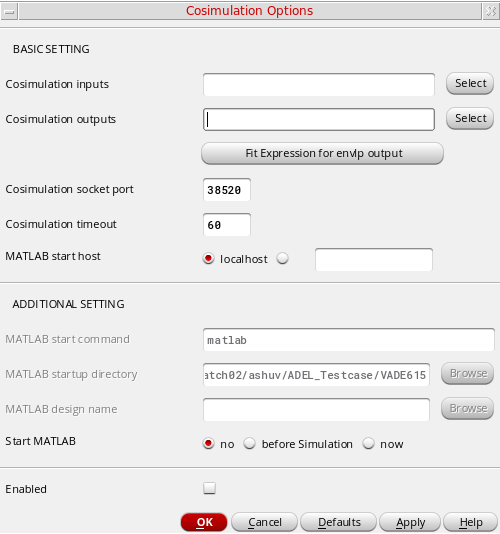 Cosimulation Options
BASIC SETTING
Cosimulation inputs Select
Cosimulation outputs Select
Fit Expression for envlp output
Cosimulation socket port 38520
Cosimulation timeout 60
MATLAB start host localhost
ADDITIONAL SETTING
MATLAB start command matlab
MATLAB startup directory atch02/ashuv/ADEL_Testcase/VADE615 Browse
MATLAB design name Browse
Start MATLAB no before Simulation now
Enabled
OK Cancel Defaults Apply Help